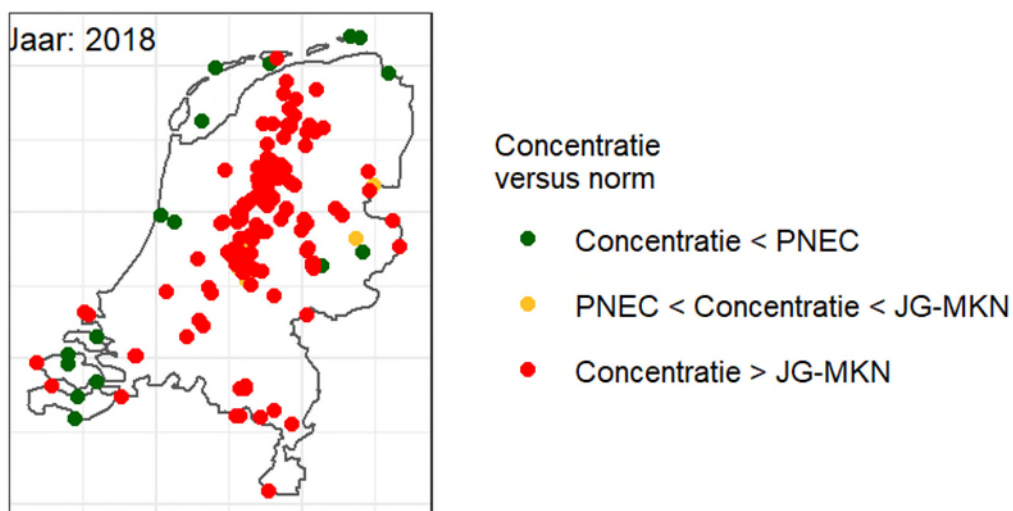 Jaar: 2018
Concentratie
versus norm
Concentratie < PNEC
PNEC < Concentratie < JG-MKN
Concentratie > JG-MKN